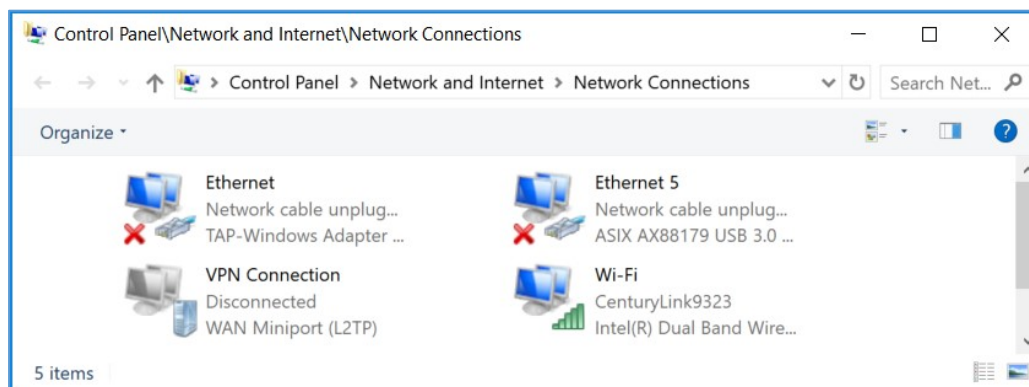 Control Panel\Network and Internet\Network Connections
Control Panel > Network and Internet > Network Connections
Search Net...
Organize
?
Ethernet
Network cable unplug...
TAP-Windows Adapter ...
Ethernet 5
Network cable unplug...
ASIX AX88179 USB 3.0 ...
VPN Connection
Disconnected
WAN Miniport (L2TP)
Wi-Fi
CenturyLink9323
Intel(R) Dual Band Wire...
5 items